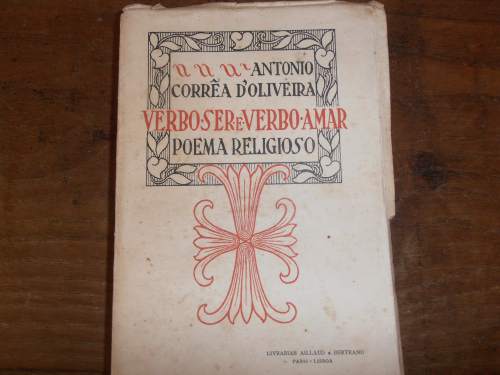 ANTONIO
CORRÊA D'OLIVEIRA
VERBO·SER E VERBO·AMAR
POEMA RELIGIOSO
LIVRARIAS AILLAUD E BERTRAND
PARIS-LISBOA